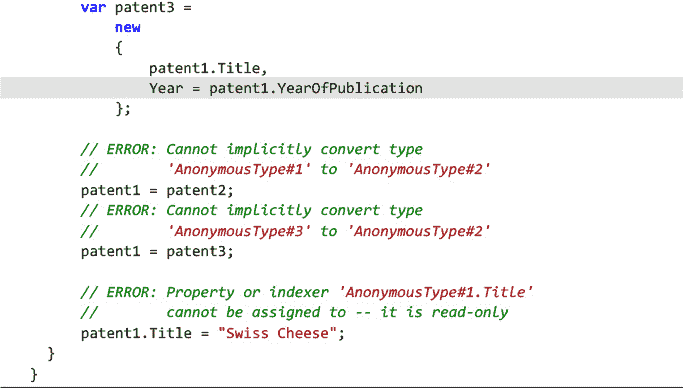 var patent3 =
new
{
patent1.Title,
Year = patent1.YearOfPublication
};
// ERROR: Cannot implicitly convert type
//       'AnonymousType#1' to 'AnonymousType#2'
patent1 = patent2;
// ERROR: Cannot implicitly convert type
//       'AnonymousType#3' to 'AnonymousType#2'
patent1 = patent3;
// ERROR: Property or indexer 'AnonymousType#1.Title'
//       cannot be assigned to -- it is read-only
patent1.Title = "Swiss Cheese";
}
}